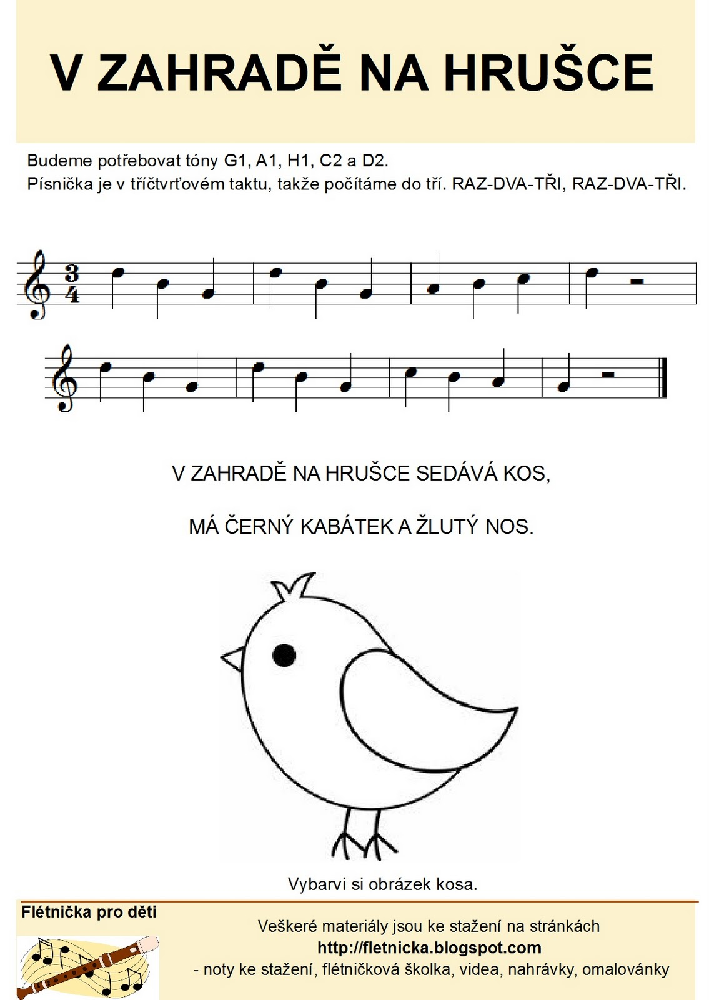 V ZAHRADĚ NA HRUŠCE
Budeme potřebovat tóny G1, A1, H1, C2 a D2.
Písnička je v tříčtvrťovém taktu, takže počítáme do tří. RAZ-DVA-TŘI, RAZ-DVA-TŘI.
3
4
V ZAHRADĚ NA HRUŠCE SEDÁVÁ KOS,
MÁ ČERNÝ KABÁTEK A ŽLUTÝ NOS.
Vybarvi si obrázek kosa.
Flétnička pro děti
Veškeré materiály jsou ke stažení na stránkách
http://fletnicka.blogspot.com
- noty ke stažení, flétničková školka, videa, nahrávky, omalovánky